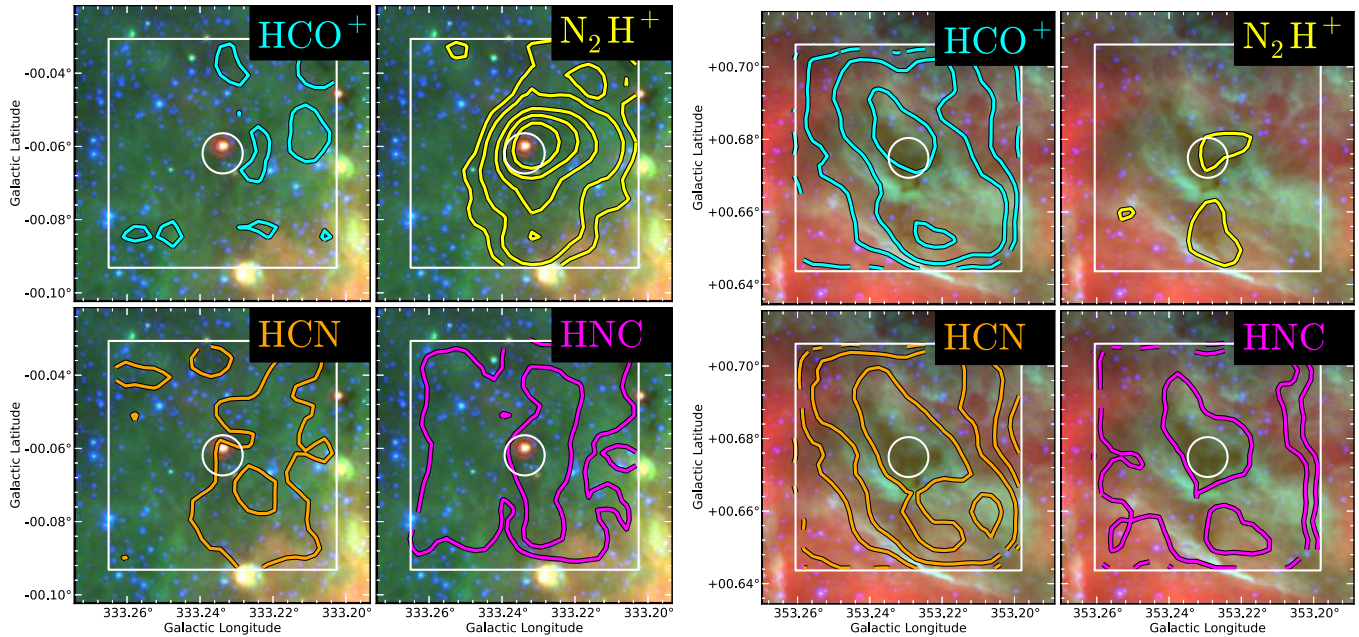 HCO⁺
N₂H⁺
-00.04°
-00.06°
-00.08°
-00.10°
Galactic Latitude
HCN
HNC
-00.04°
-00.06°
-00.08°
-00.10°
Galactic Latitude
333.26 333.24 333.22 333.20°
Galactic Longitude
333.26 333.24 333.22 333.20°
Galactic Longitude
HCO⁺
N₂H⁺
+00.70°
+00.68°
+00.66°
+00.64°
Galactic Latitude
HCN
HNC
+00.70°
+00.68°
+00.66°
+00.64°
Galactic Latitude
353.26 353.24 353.22 353.20°
Galactic Longitude
353.26 353.24 353.22 353.20°
Galactic Longitude